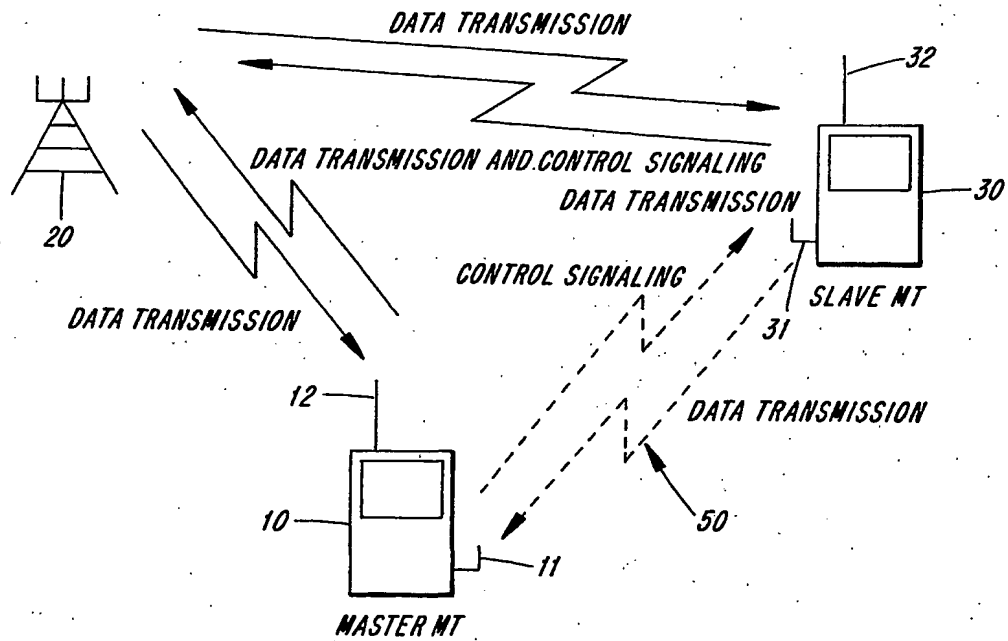 DATA TRANSMISSION
32
DATA TRANSMISSION AND CONTROL SIGNALING
DATA TRANSMISSION
30
20
CONTROL SIGNALING
SLAVE MT
31
DATA TRANSMISSION
12
DATA TRANSMISSION
50
10
11
MASTER MT